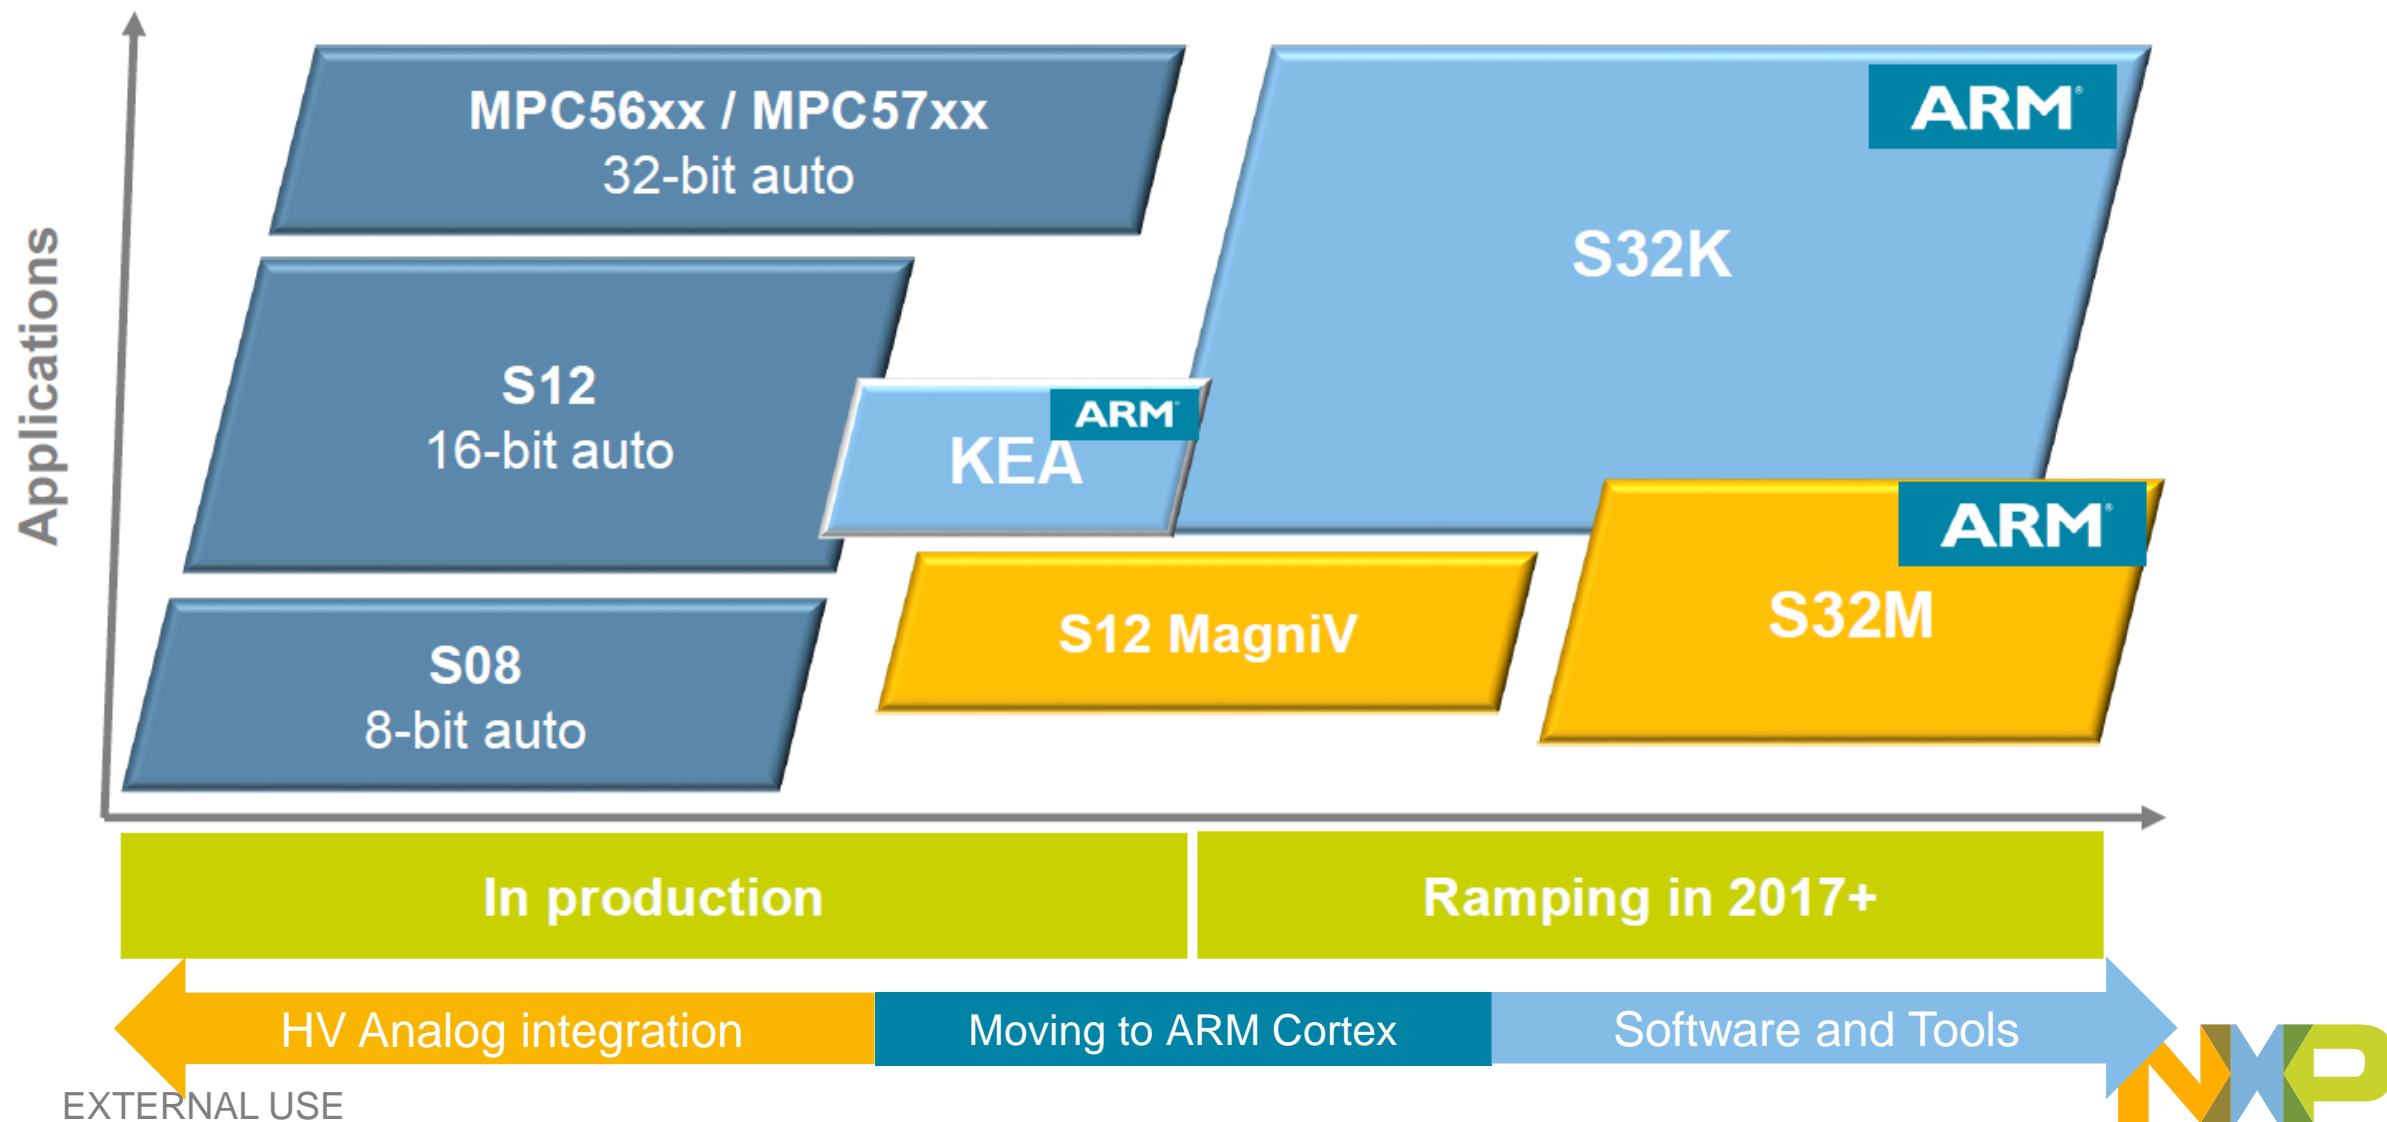 Applications
MPC56xx / MPC57xx
32-bit auto
ARM®
S32K
S12
16-bit auto
ARM
KEA
ARM®
S32M
S12 MagniV
S08
8-bit auto
In production
Ramping in 2017+
HV Analog integration
Moving to ARM Cortex
Software and Tools
EXTERNAL USE
NXP